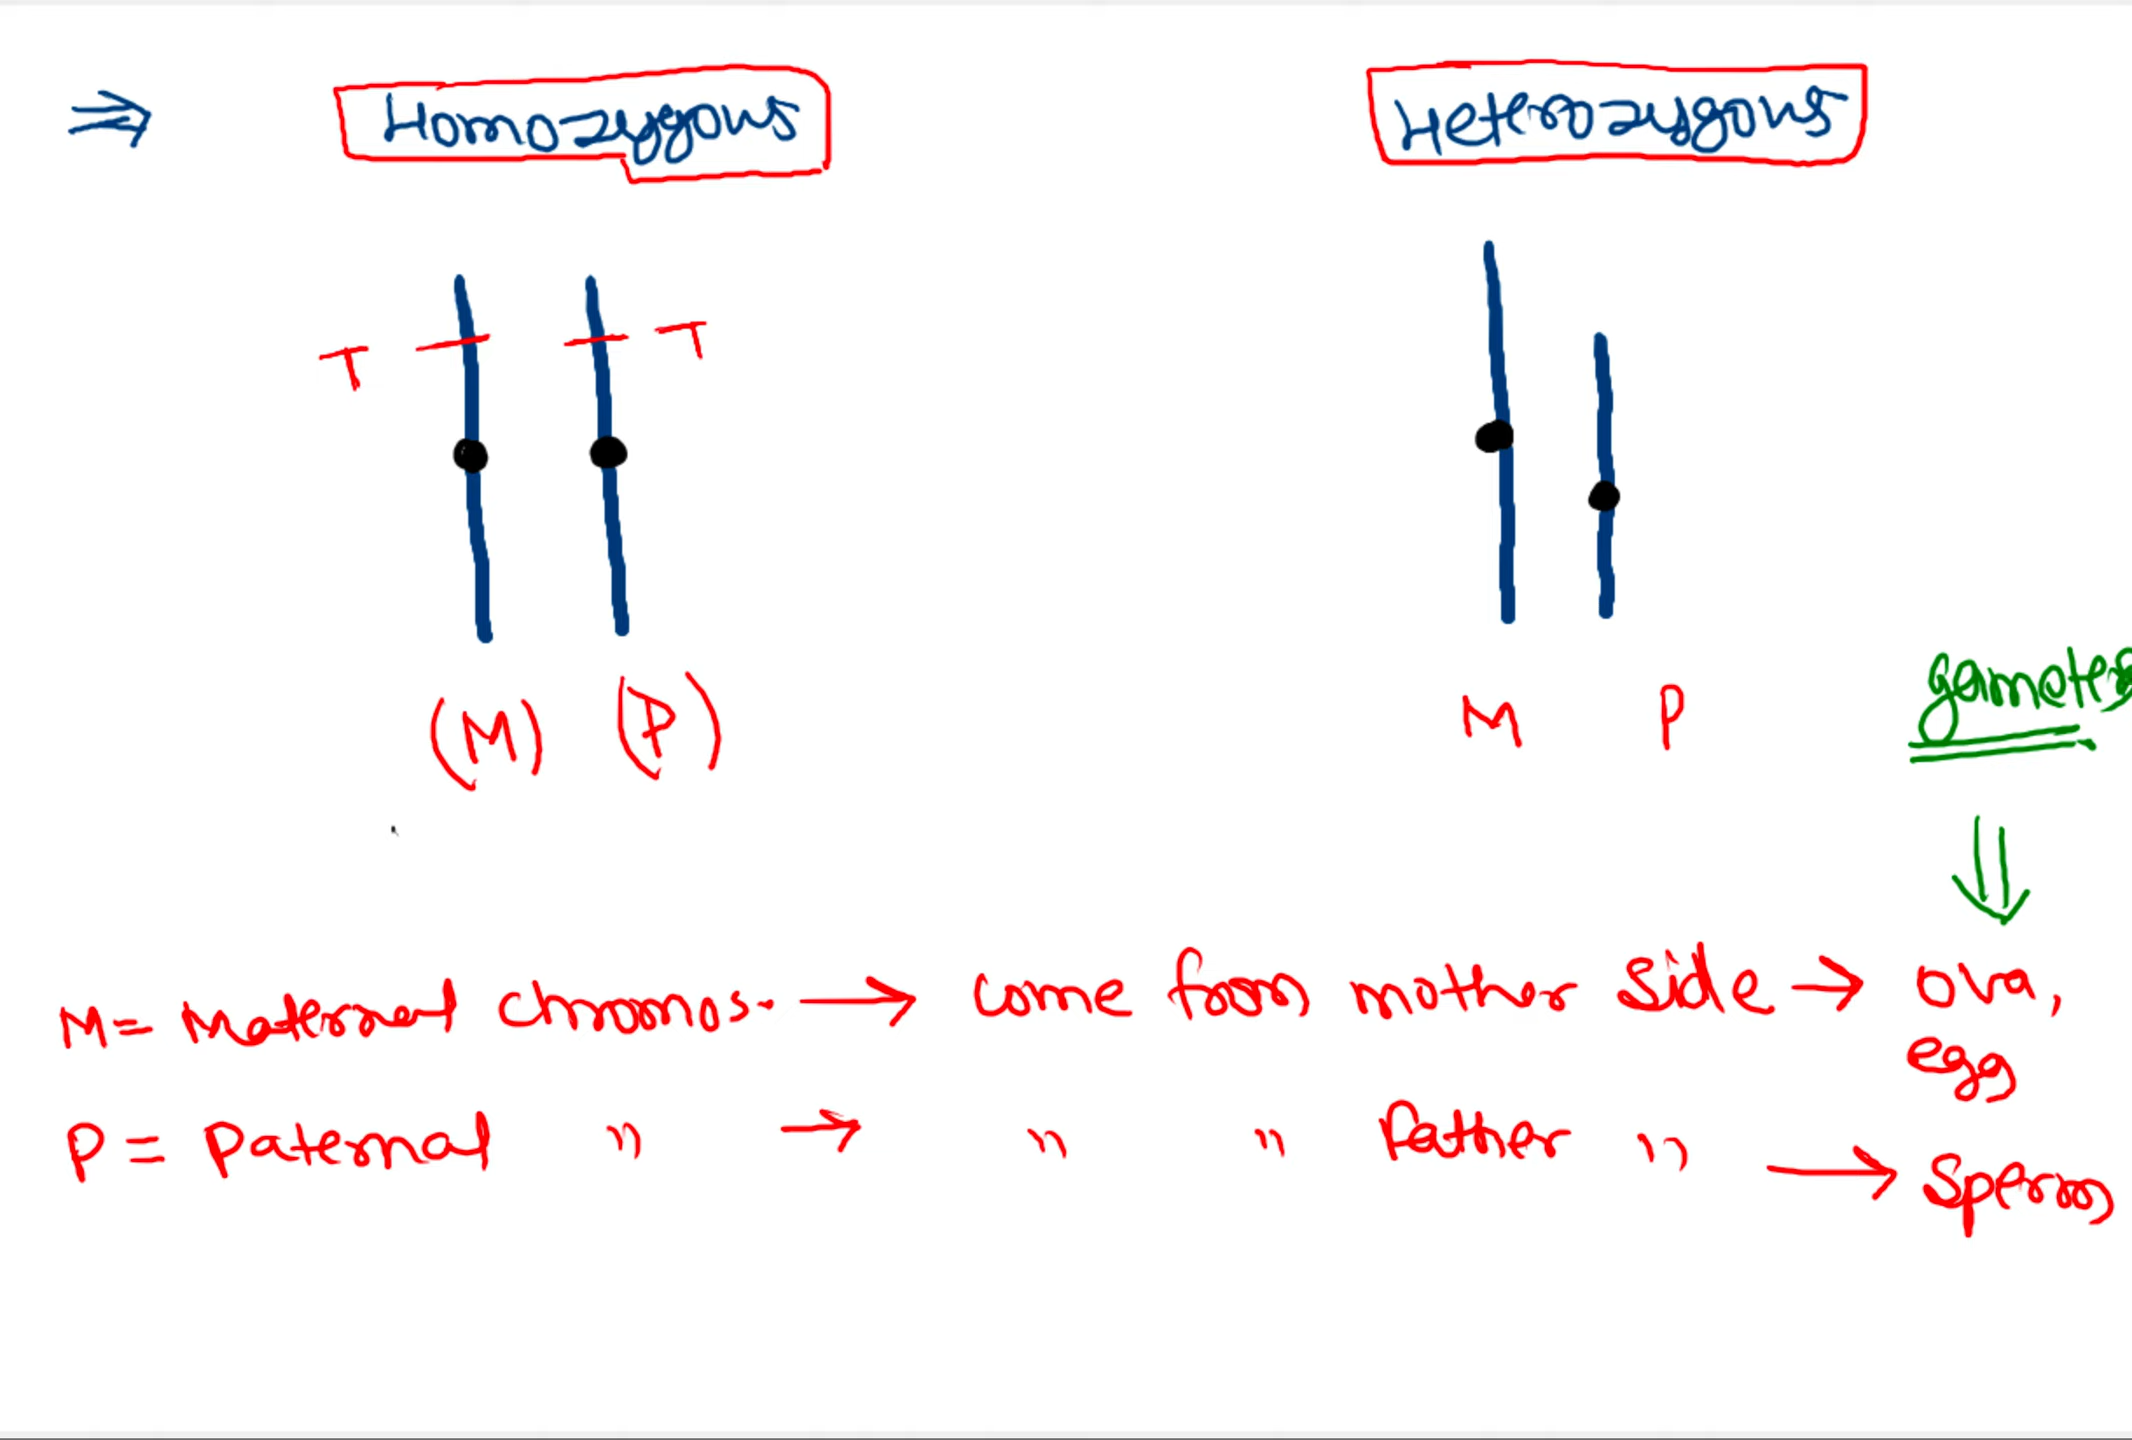 ⇒ Homozygous Heterozygous
T T
(M) (P) M P
gametes
⇓
M = Maternal chromos. → come from mother side → ova,
egg
P = Paternal " → " " Father " → Sperm